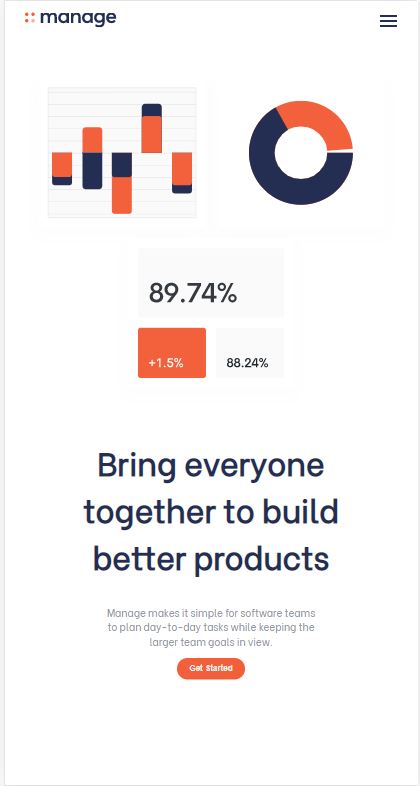 manage
89.74%
+1.5%
88.24%
Bring everyone
together to build
better products
Manage makes it simple for software teams
to plan day-to-day tasks while keeping the
larger team goals in view.
Get Started